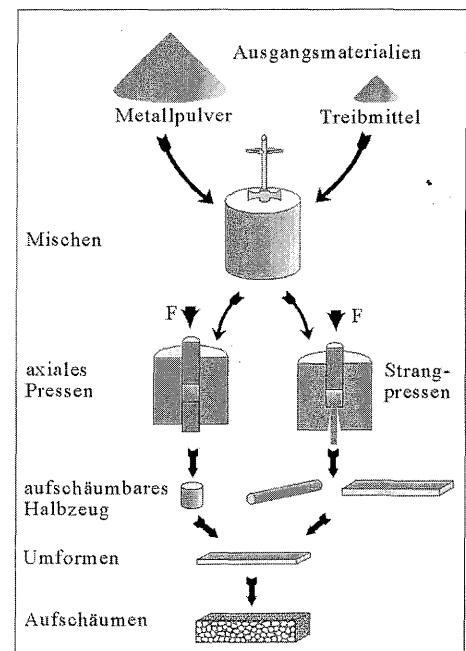 Ausgangsmaterialien
Metallpulver
Treibmittel
Mischen
F
F
axiales
Pressen
Strang-
pressen
aufschäumbares
Halbzeug
Umformen
Aufschäumen